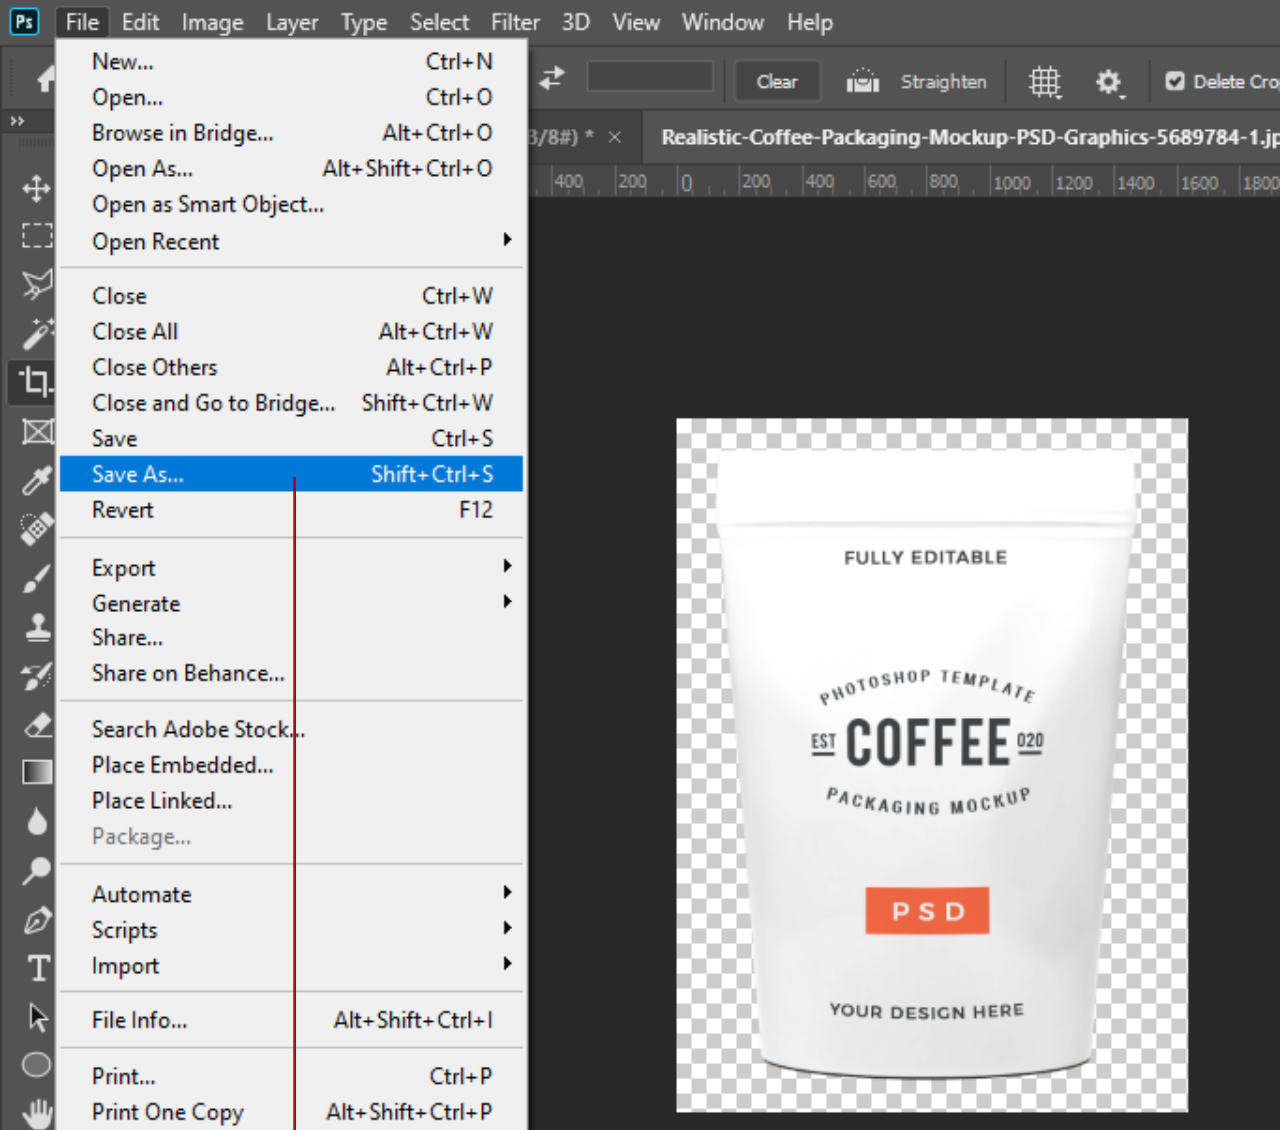 Ps File Edit Image Layer Type Select Filter 3D View Window Help
Clear Straighten Delete Cro
3/8#) * × Realistic-Coffee-Packaging-Mockup-PSD-Graphics-5689784-1.jp
400 200 0 200 400 600 800 1000 1200 1400 1600 1800
New... Ctrl+N
Open... Ctrl+O
Browse in Bridge... Alt+Ctrl+O
Open As... Alt+Shift+Ctrl+O
Open as Smart Object...
Open Recent
Close Ctrl+W
Close All Alt+Ctrl+W
Close Others Alt+Ctrl+P
Close and Go to Bridge... Shift+Ctrl+W
Save Ctrl+S
Save As... Shift+Ctrl+S
Revert F12
Export
Generate
Share...
Share on Behance...
Search Adobe Stock...
Place Embedded...
Place Linked...
Package...
Automate
Scripts
Import
File Info... Alt+Shift+Ctrl+I
Print... Ctrl+P
Print One Copy Alt+Shift+Ctrl+P
FULLY EDITABLE
PHOTOSHOP TEMPLATE
EST COFFEE 020
PACKAGING MOCKUP
PSD
YOUR DESIGN HERE